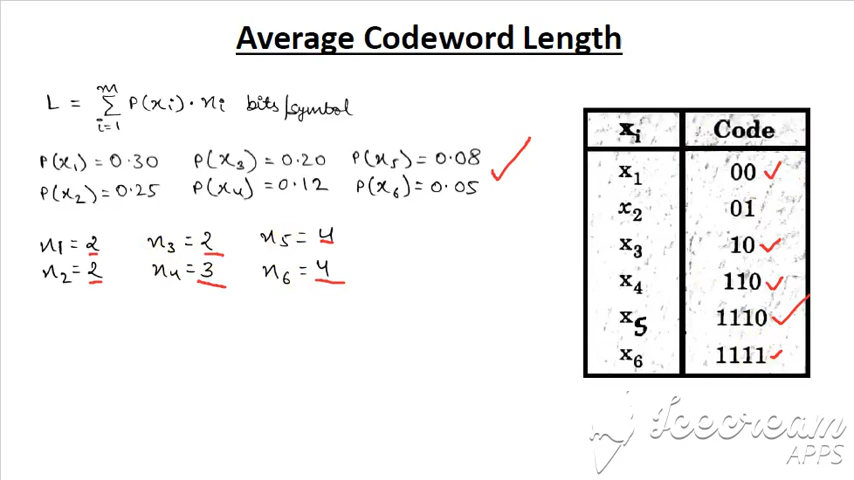 Average Codeword Length
L = Σ_{i=1}^{m} P(xi)·ni bits/symbol
P(x₁) = 0.30 P(x₃) = 0.20 P(x₅) = 0.08
P(x₂) = 0.25 P(x₄) = 0.12 P(x₆) = 0.05
n1 = 2 n3 = 2 n5 = 4
n2 = 2 n4 = 3 n6 = 4
xi Code
x₁ 00
x₂ 01
x₃ 10
x₄ 110
x₅ 1110
x₆ 1111
Icecream
APPS